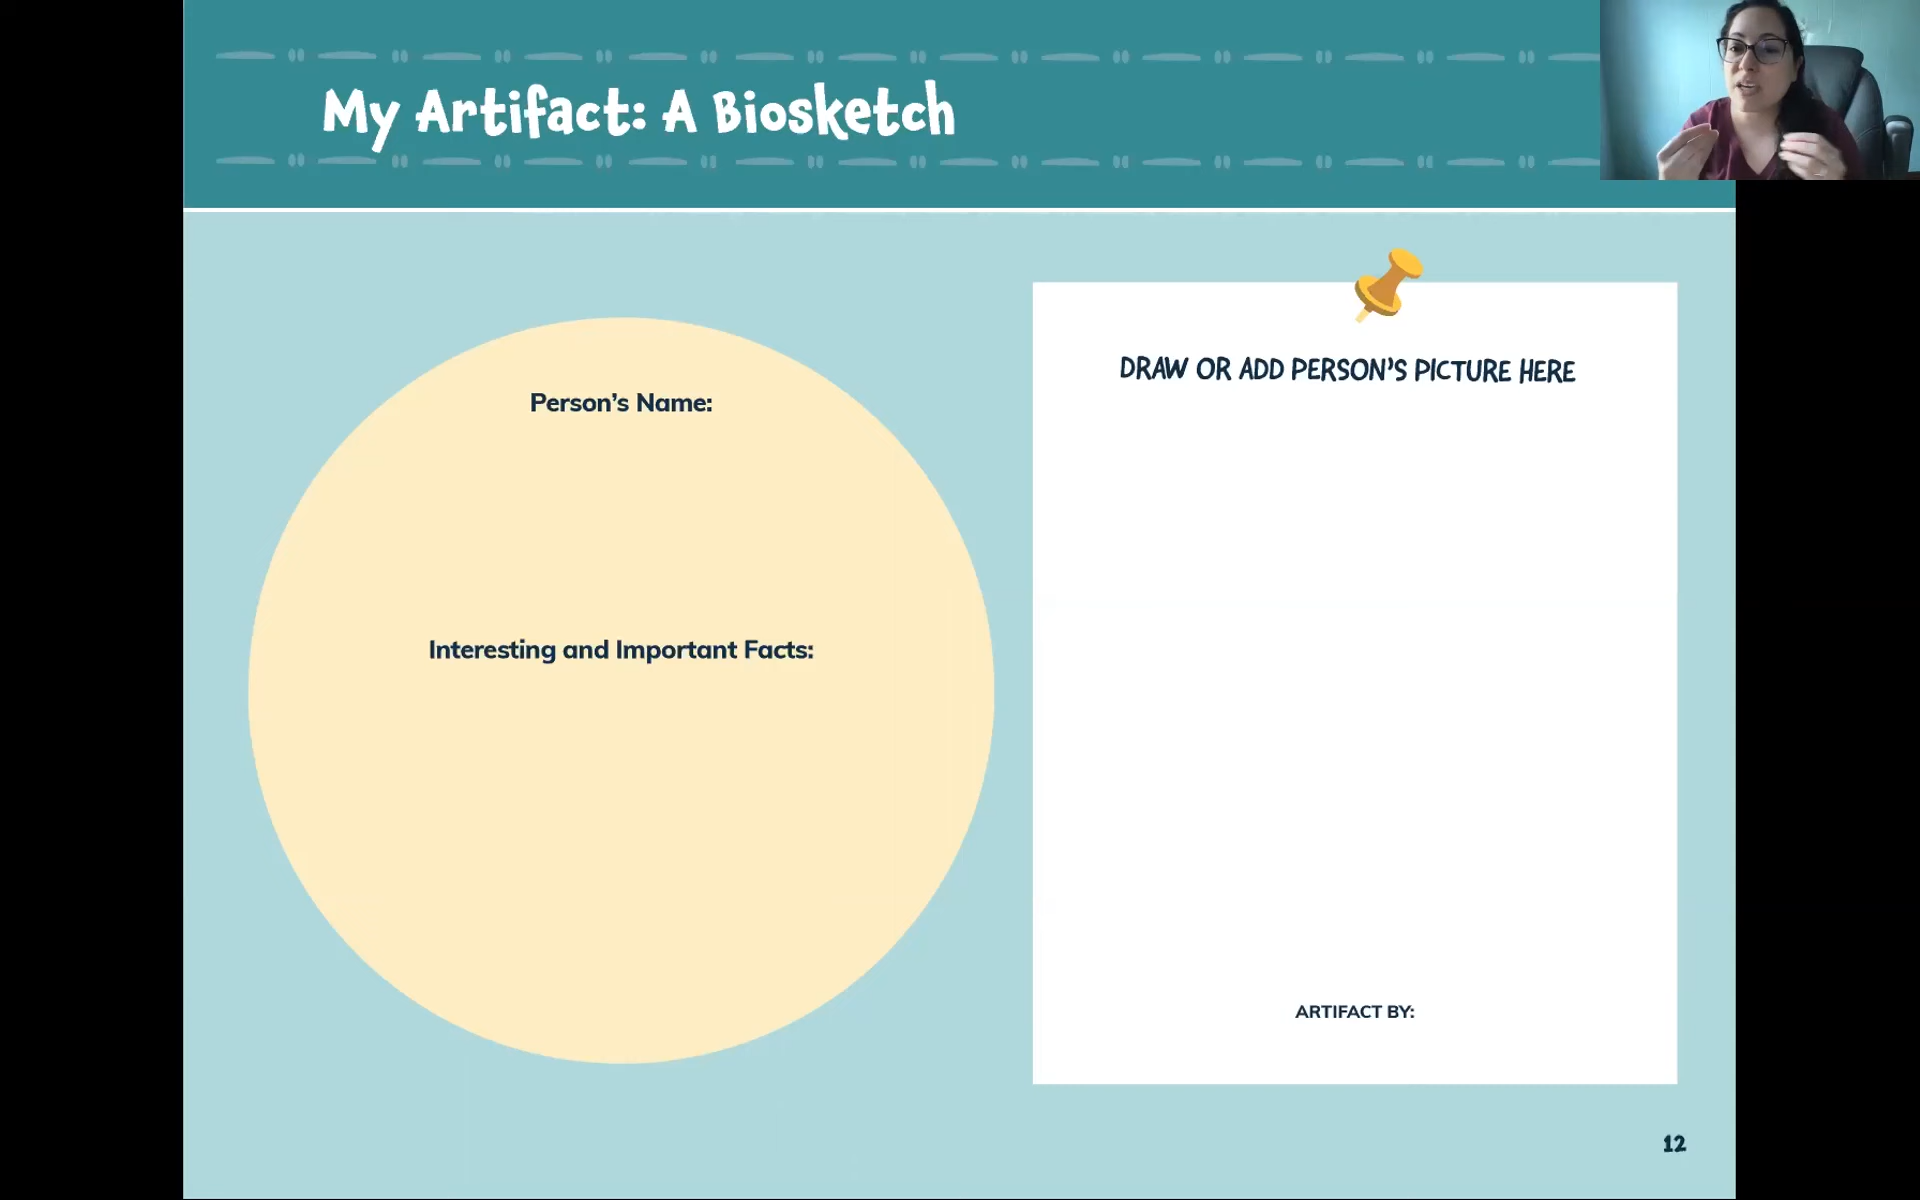 My Artifact: A Biosketch
Person's Name:
Interesting and Important Facts:
DRAW OR ADD PERSON'S PICTURE HERE
ARTIFACT BY:
12